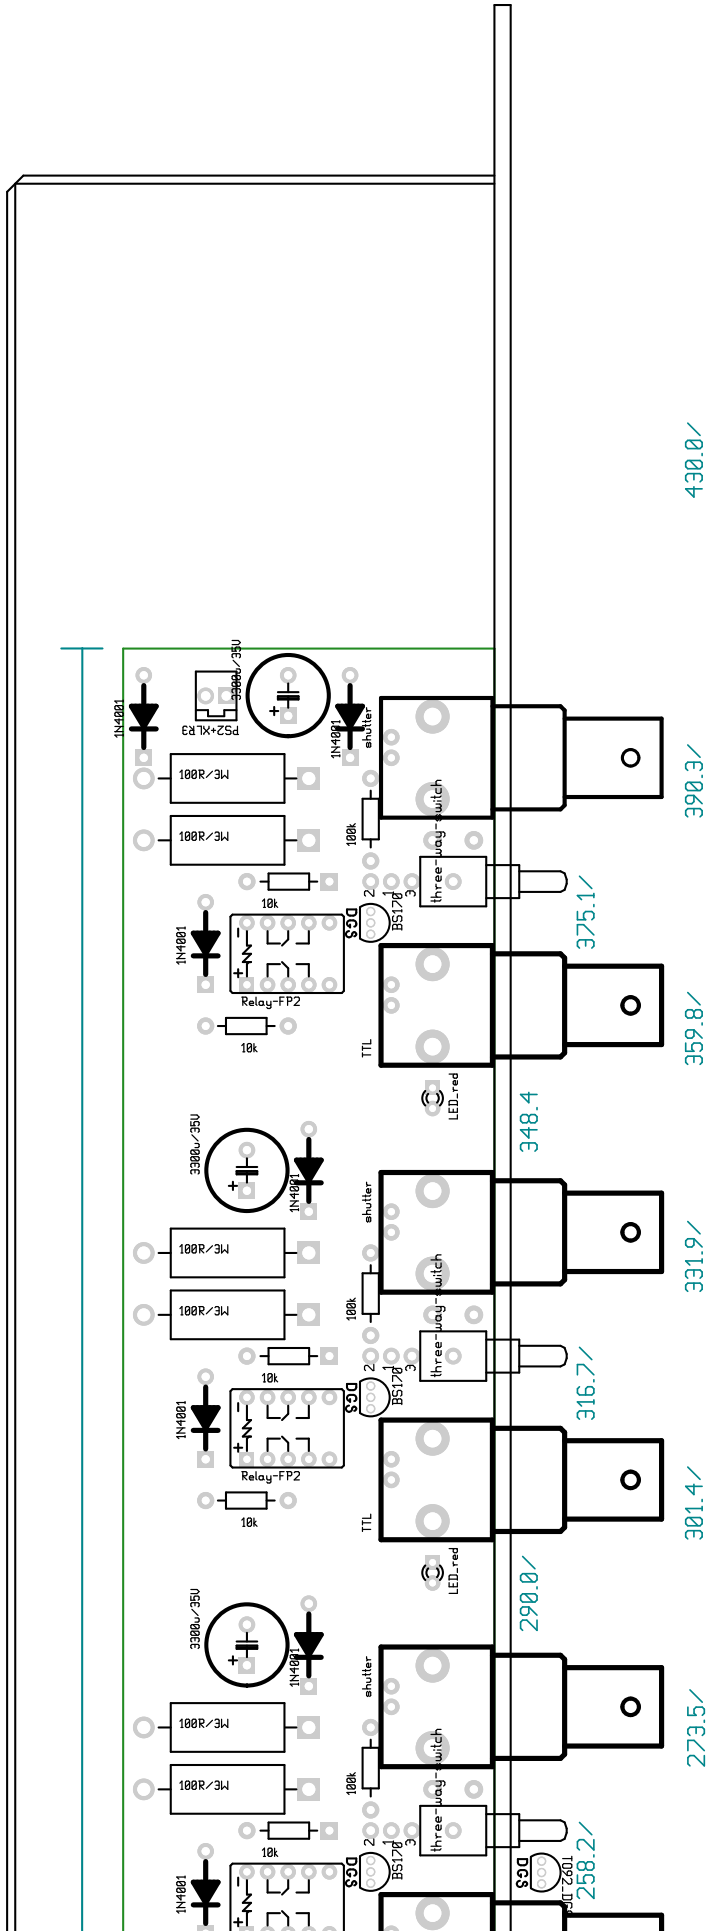 430.0/
3300u/35V
1N4001
PS2+XLR3
1N4001
shutter
390.3/
100R/3W
100R/3W
100k
three-way-switch
10k
2
1
3
375.1/
DGS
BS170
1N4001
Relay-FP2
10k
TTL
359.8/
LED_red
348.4
3300u/35V
1N4001
shutter
331.9/
100R/3W
100R/3W
100k
three-way-switch
10k
2
1
3
316.7/
DGS
BS170
1N4001
Relay-FP2
10k
TTL
301.4/
LED_red
290.0/
3300u/35V
1N4001
shutter
273.5/
100R/3W
100R/3W
100k
three-way-switch
10k
2
1
3
258.2/
DGS
BS170
1N4001
DGS
TO92_DGS